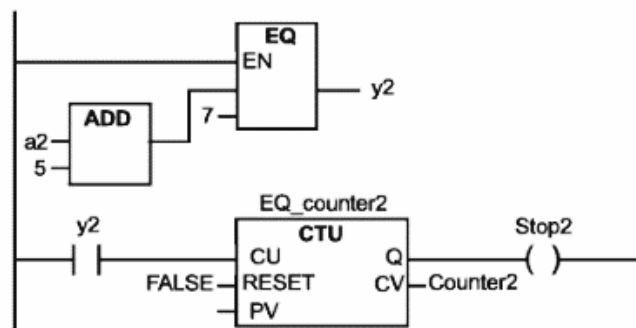 EQ
EN
y2
ADD
7
a2
5
EQ_counter2
y2
CTU
Stop2
CU
Q
FALSE
RESET
CV
Counter2
PV